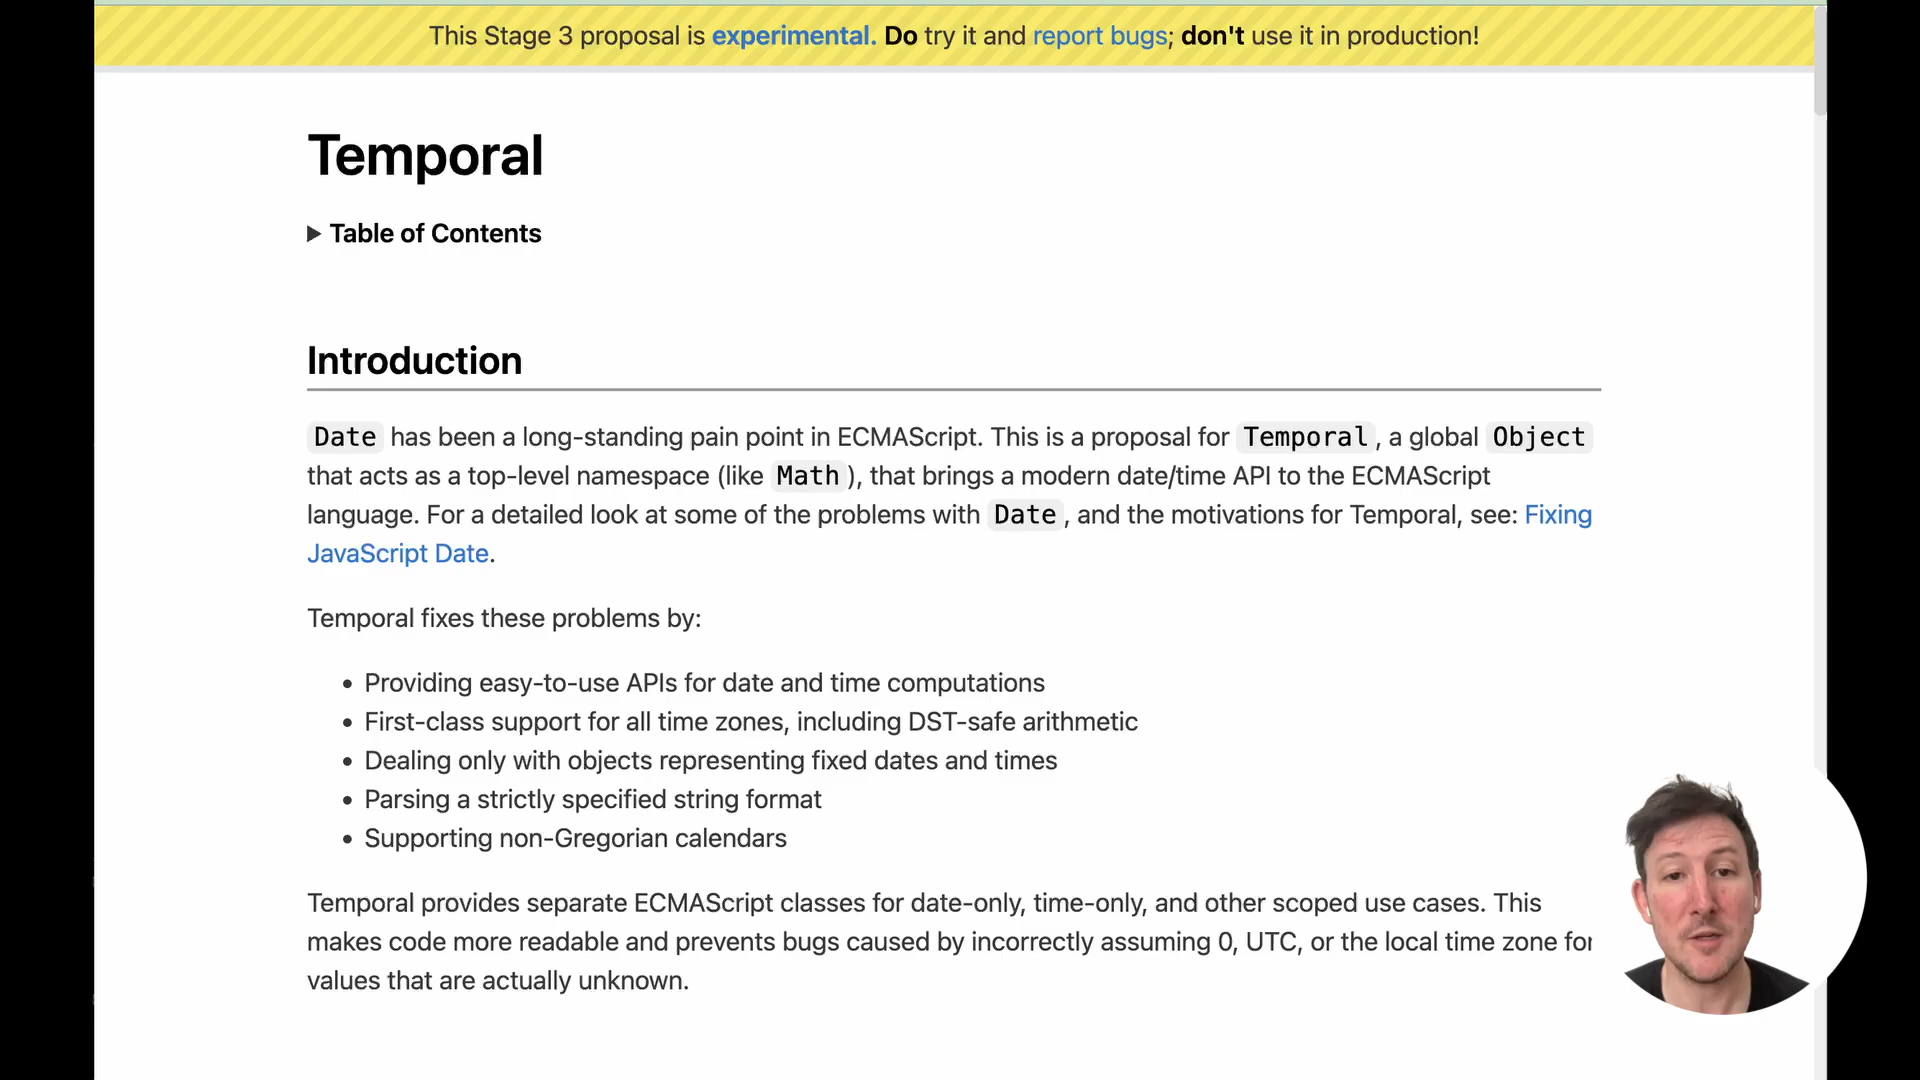 This Stage 3 proposal is experimental. Do try it and report bugs; don't use it in production!
Temporal
Table of Contents
Introduction
Date has been a long-standing pain point in ECMAScript. This is a proposal for Temporal, a global Object
that acts as a top-level namespace (like Math), that brings a modern date/time API to the ECMAScript
language. For a detailed look at some of the problems with Date, and the motivations for Temporal, see: Fixing
JavaScript Date.
Temporal fixes these problems by:
• Providing easy-to-use APIs for date and time computations
• First-class support for all time zones, including DST-safe arithmetic
• Dealing only with objects representing fixed dates and times
• Parsing a strictly specified string format
• Supporting non-Gregorian calendars
Temporal provides separate ECMAScript classes for date-only, time-only, and other scoped use cases. This
makes code more readable and prevents bugs caused by incorrectly assuming 0, UTC, or the local time zone for
values that are actually unknown.